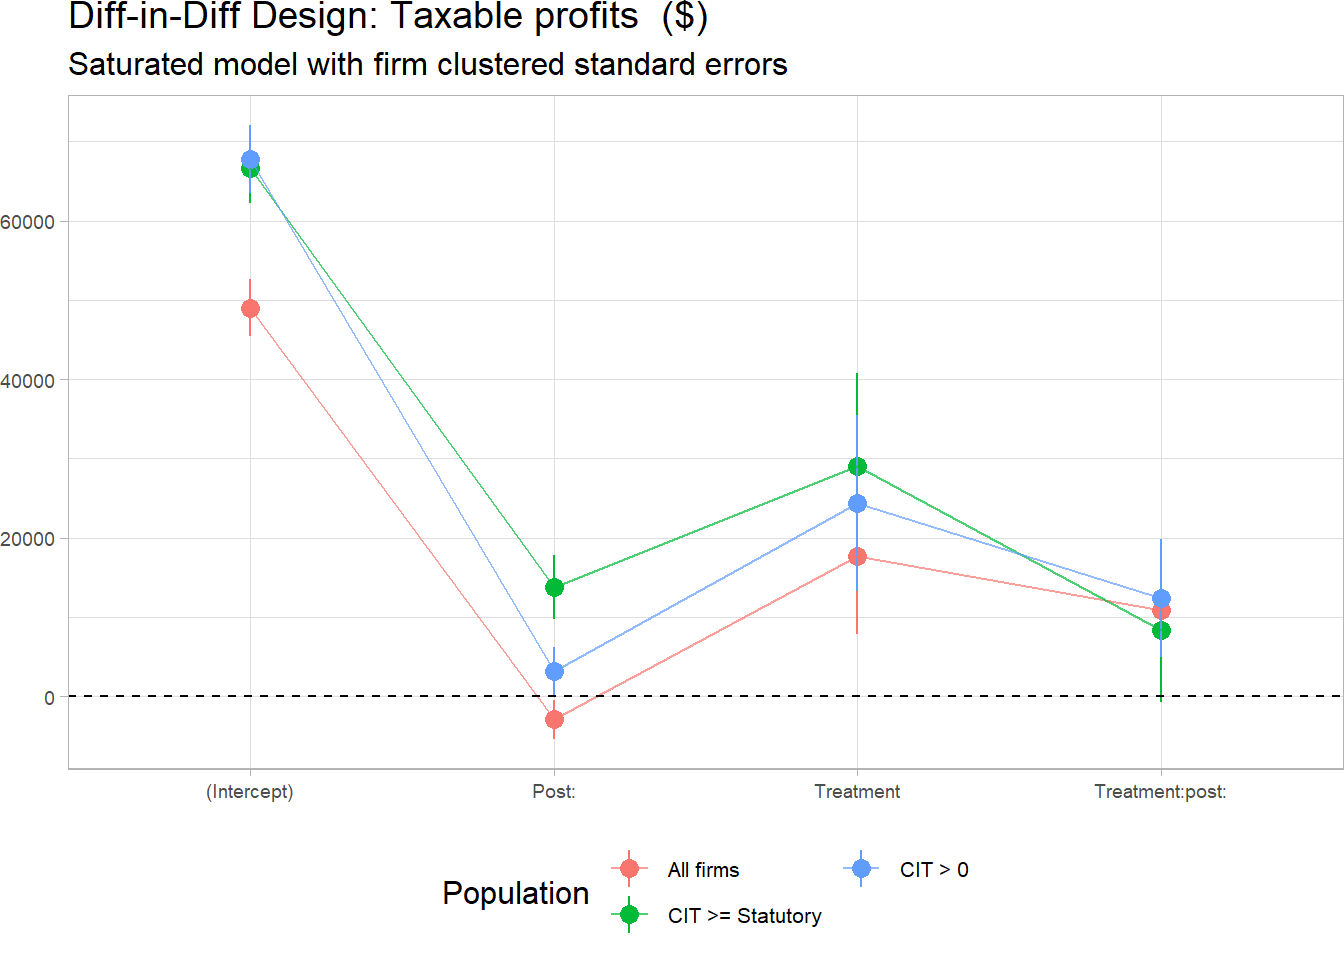 Diff-in-Diff Design: Taxable profits  ($)
Saturated model with firm clustered standard errors
60000
40000
20000
0
(Intercept)
Post:
Treatment
Treatment:post:
Population
All firms
CIT > 0
CIT >= Statutory